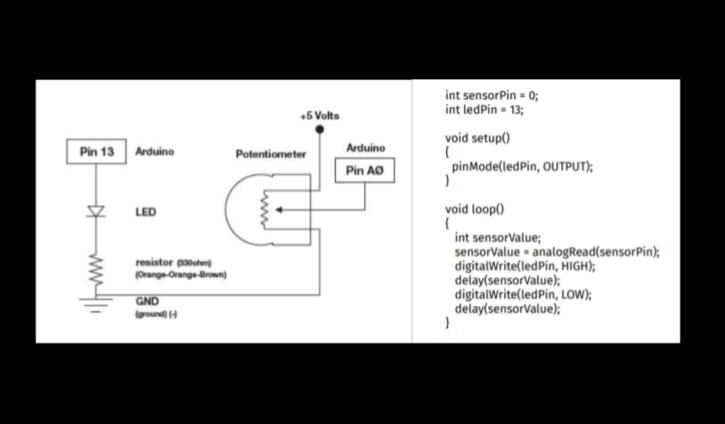 +5 Volts
Pin 13
Arduino
Potentiometer
Arduino
Pin AØ
LED
resistor (330ohm)
(Orange-Orange-Brown)
GND
(ground) (-)
int sensorPin = 0;
int ledPin = 13;
void setup()
{
pinMode(ledPin, OUTPUT);
}
void loop()
{
int sensorValue;
sensorValue = analogRead(sensorPin);
digitalWrite(ledPin, HIGH);
delay(sensorValue);
digitalWrite(ledPin, LOW);
delay(sensorValue);
}